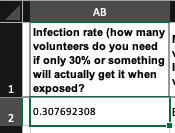 AB
Infection rate (how many
volunteers do you need
if only 30% or something
will actually get it when
exposed?
1
0.307692308
2